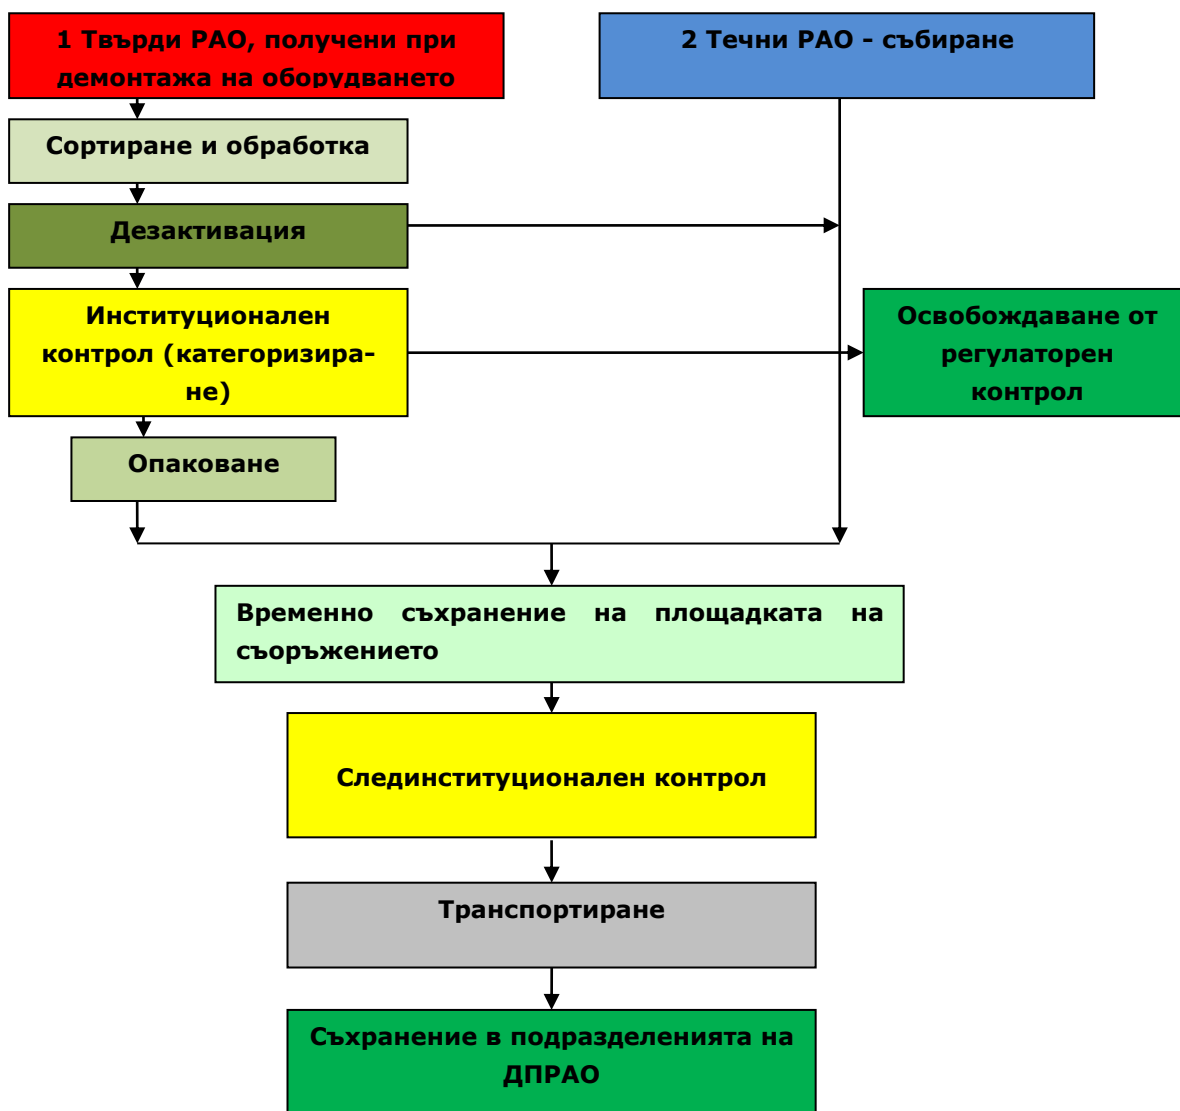 1 Твърди РАО, получени при
демонтажа на оборудването
2 Течни РАО - събиране
Сортиране и обработка
Дезактивация
Институционален
контрол (категоризира-
не)
Освобождаване от
регулаторен
контрол
Опаковане
Временно съхранение на площадката на
съоръжението
Слединституционален контрол
Транспортиране
Съхранение в подразделенията на
ДПРАО